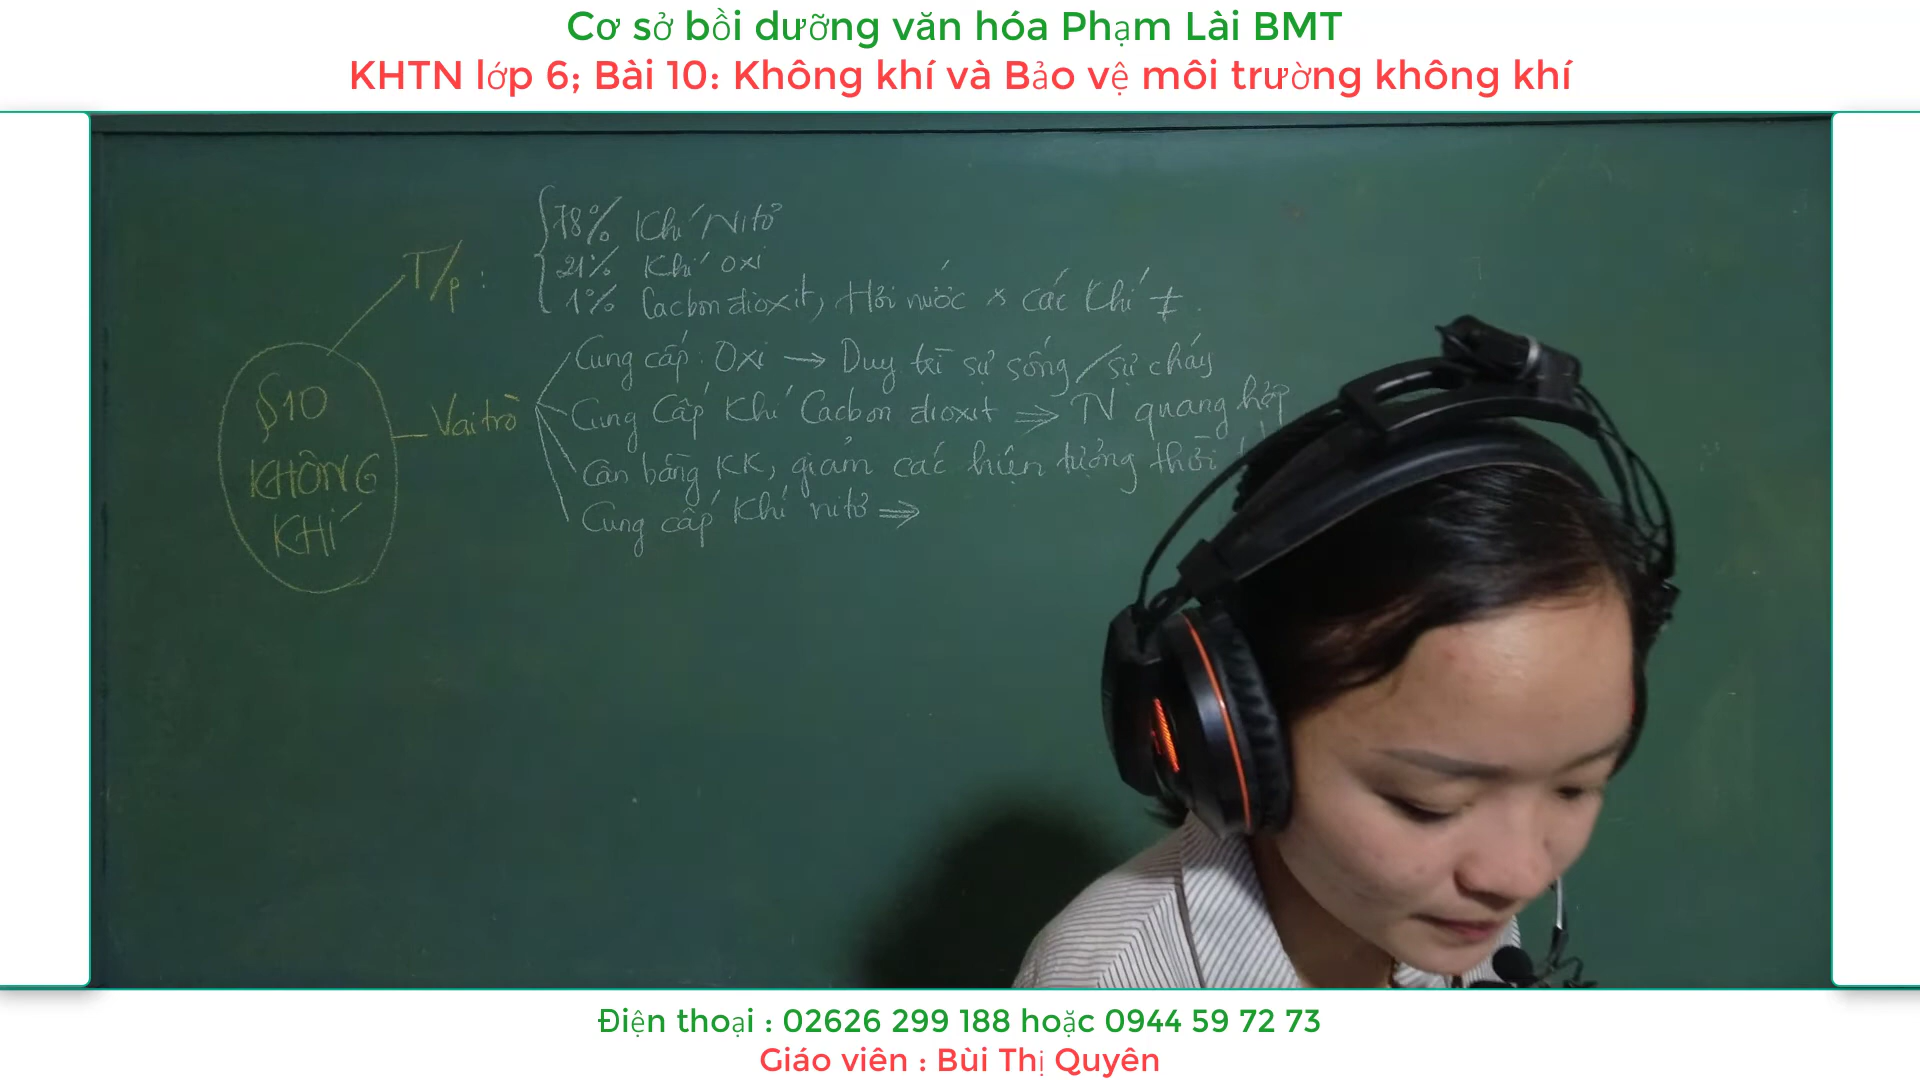 Cơ sở bồi dưỡng văn hóa Phạm Lài BMT
KHTN lớp 6; Bài 10: Không khí và Bảo vệ môi trường không khí
T/p :
78% Khí Nitơ
21% Khí oxi
1% Cacbon đioxit, Hơi nước x các khí ‡.
§10
KHÔNG
KHÍ
Vai trò
Cung cấp : Oxi → Duy trì sự sống / sự cháy
Cung Cấp Khí Cacbon đioxit ⇒ TV quang hợp
Cân bằng KK, giảm các hiện tượng thời
Cung cấp Khí nitơ ⇒
Điện thoại : 02626 299 188 hoặc 0944 59 72 73
Giáo viên : Bùi Thị Quyên